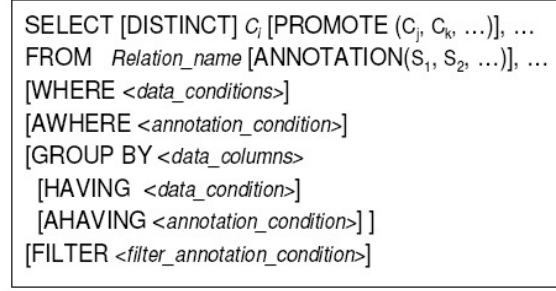 SELECT [DISTINCT] Ci [PROMOTE (Cj, Ck, …)], …
FROM Relation_name [ANNOTATION(S1, S2, …)], …
[WHERE <data_conditions>]
[AWHERE <annotation_condition>]
[GROUP BY <data_columns>
[HAVING <data_condition>]
[AHAVING <annotation_condition>] ]
[FILTER <filter_annotation_condition>]